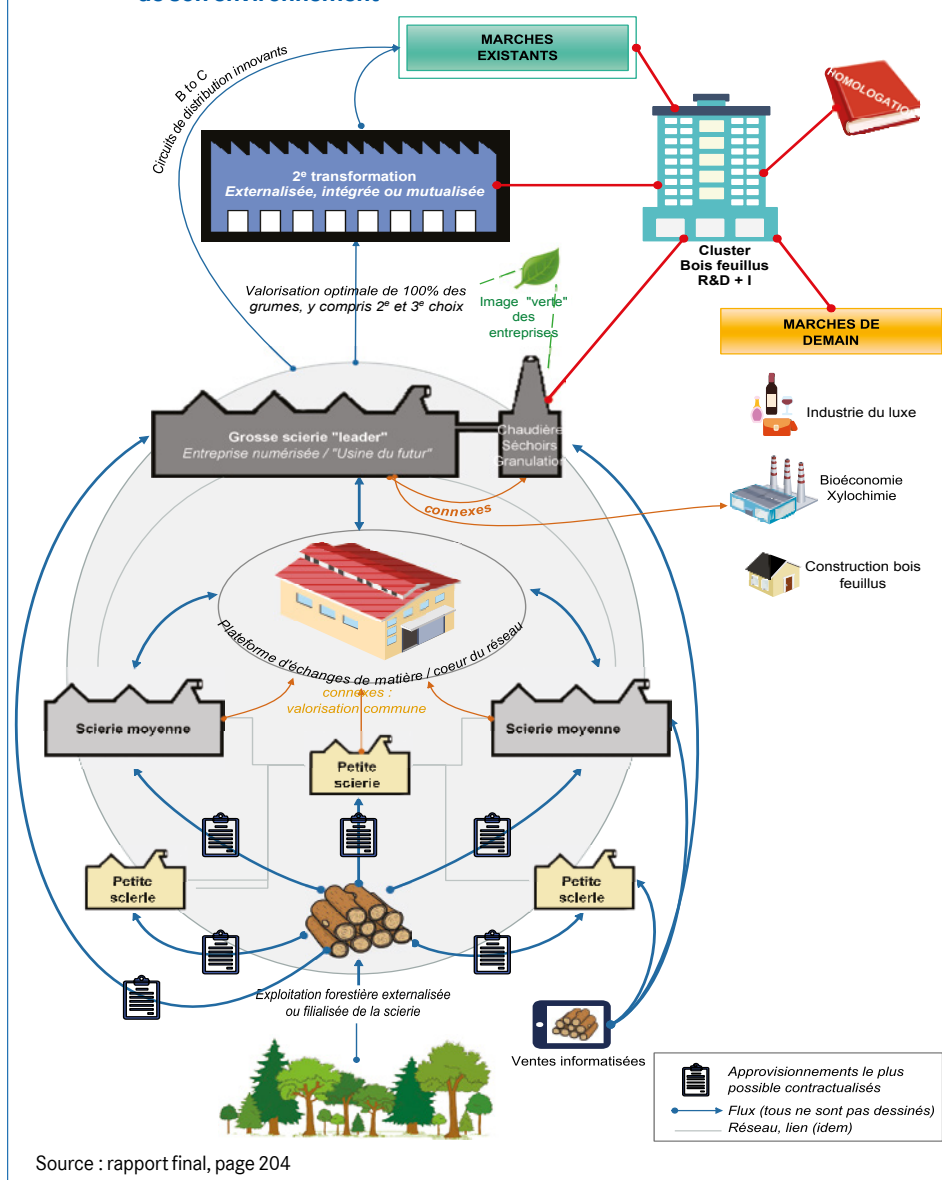 de son environnement
MARCHES
EXISTANTS
B to C
Circuits de distribution innovants
HOMOLOGATION
2e transformation
Externalisée, intégrée ou mutualisée
Cluster
Bois feuillus
R&D + I
Valorisation optimale de 100% des
grumes, y compris 2e et 3e choix
Image "verte"
des
entreprises
MARCHES DE
DEMAIN
Industrie du luxe
Grosse scierie "leader"
Entreprise numérisée / "Usine du futur"
Chaudière
Séchoirs
Granulation
connexes
Bioéconomie
Xylochimie
Construction bois
feuillus
Plateforme d'échanges de matière / coeur du réseau
connexes :
valorisation commune
Scierie moyenne
Scierie moyenne
Petite
scierie
Petite
scierie
Petite
scierie
Exploitation forestière externalisée
ou filialisée de la scierie
Ventes informatisées
Approvisionnements le plus
possible contractualisés
Flux (tous ne sont pas dessinés)
Réseau, lien (idem)
Source : rapport final, page 204